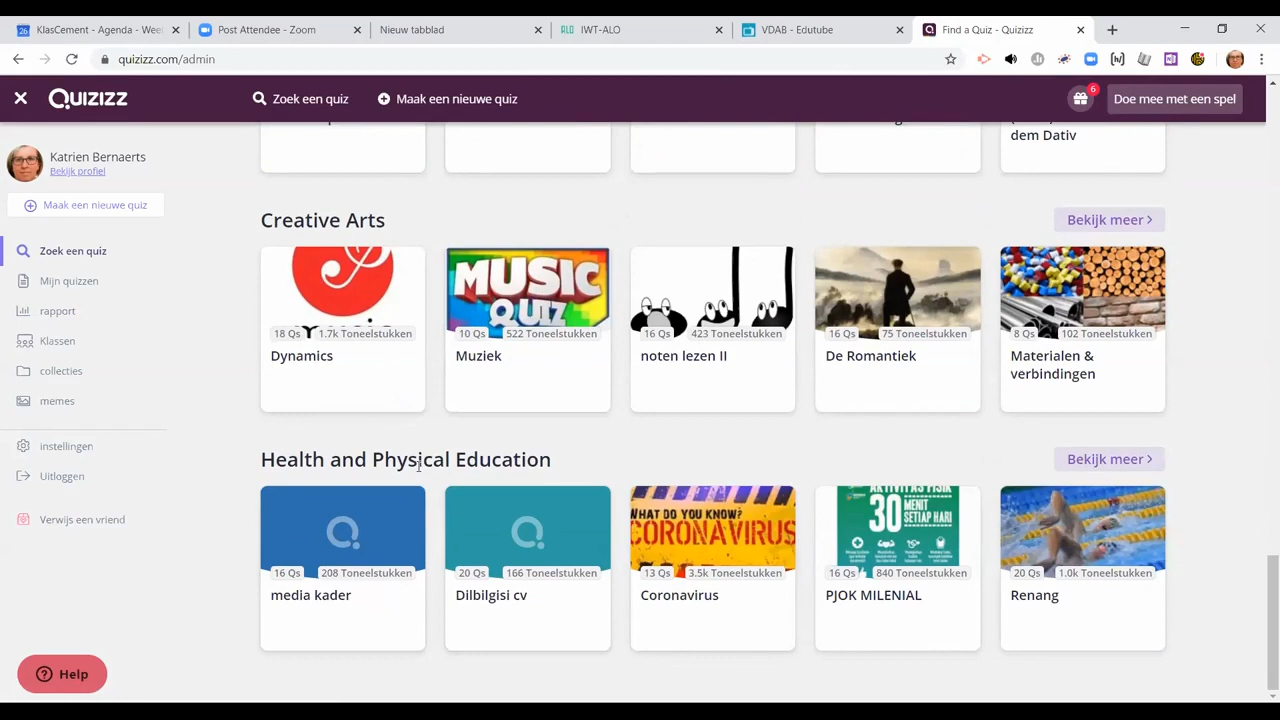 KlasCement - Agenda - Wee
Post Attendee - Zoom
Nieuw tabblad
IWT-ALO
VDAB - Edutube
Find a Quiz - Quizizz
quizizz.com/admin
QUIZIZZ
Zoek een quiz
Maak een nieuwe quiz
6
Doe mee met een spel
Katrien Bernaerts
Bekijk profiel
Maak een nieuwe quiz
Zoek een quiz
Mijn quizzen
rapport
Klassen
collecties
memes
instellingen
Uitloggen
Verwijs een vriend
Help
dem Dativ
Creative Arts
Bekijk meer
18 Qs 1.7k Toneelstukken
Dynamics
MUSIC
QUIZ
10 Qs 522 Toneelstukken
Muziek
16 Qs 423 Toneelstukken
noten lezen II
16 Qs 75 Toneelstukken
De Romantiek
8 Qs 102 Toneelstukken
Materialen &
verbindingen
Health and Physical Education
Bekijk meer
16 Qs 208 Toneelstukken
media kader
20 Qs 166 Toneelstukken
Dilbilgisi cv
WHAT DO YOU KNOW?
CORONAVIRUS
13 Qs 3.5k Toneelstukken
Coronavirus
AKTIVITAS FISIK
30 MENIT
SETIAP HARI
16 Qs 840 Toneelstukken
PJOK MILENIAL
20 Qs 1.0k Toneelstukken
Renang